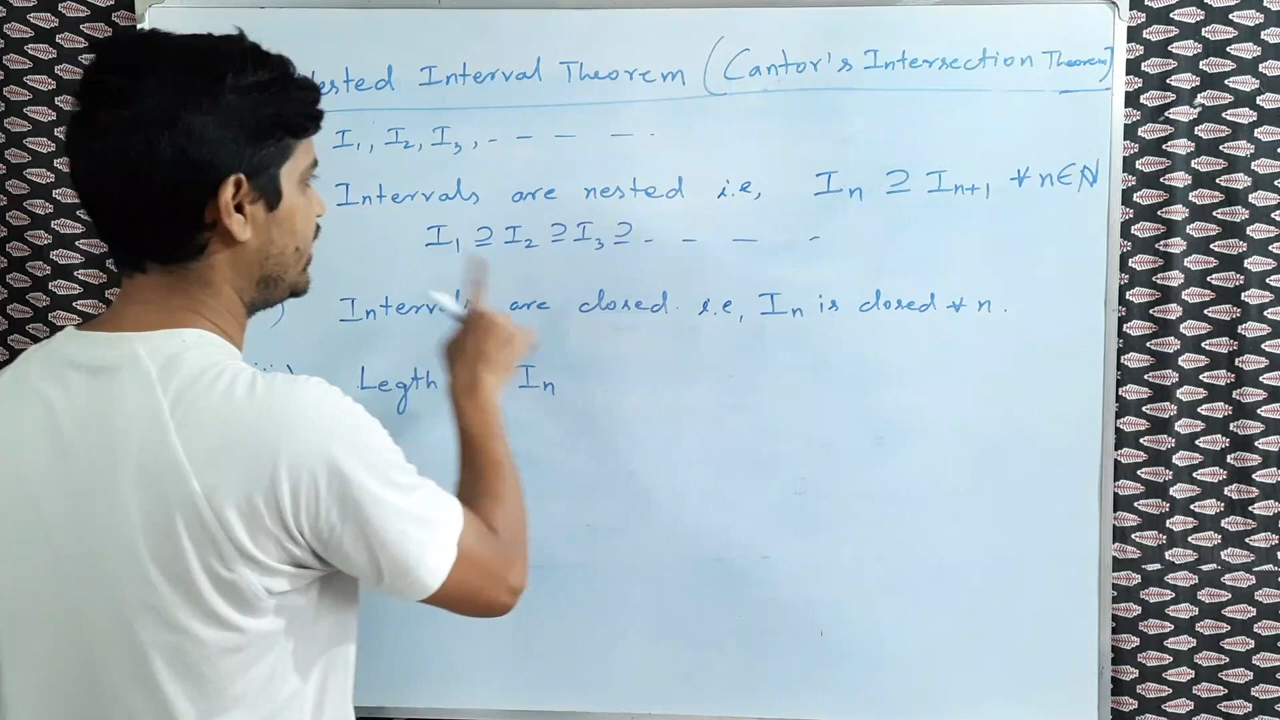 ested Interval Theorem (Cantor's Intersection Theorem)
I₁, I₂, I₃, - - - - .
Intervals are nested i.e, Iₙ ⊇ Iₙ₊₁ ∀ n ∈ ℕ
I₁ ⊇ I₂ ⊇ I₃ ⊇ - - - -
) Interv are closed. i.e, Iₙ is closed ∀ n.
) Legth Iₙ